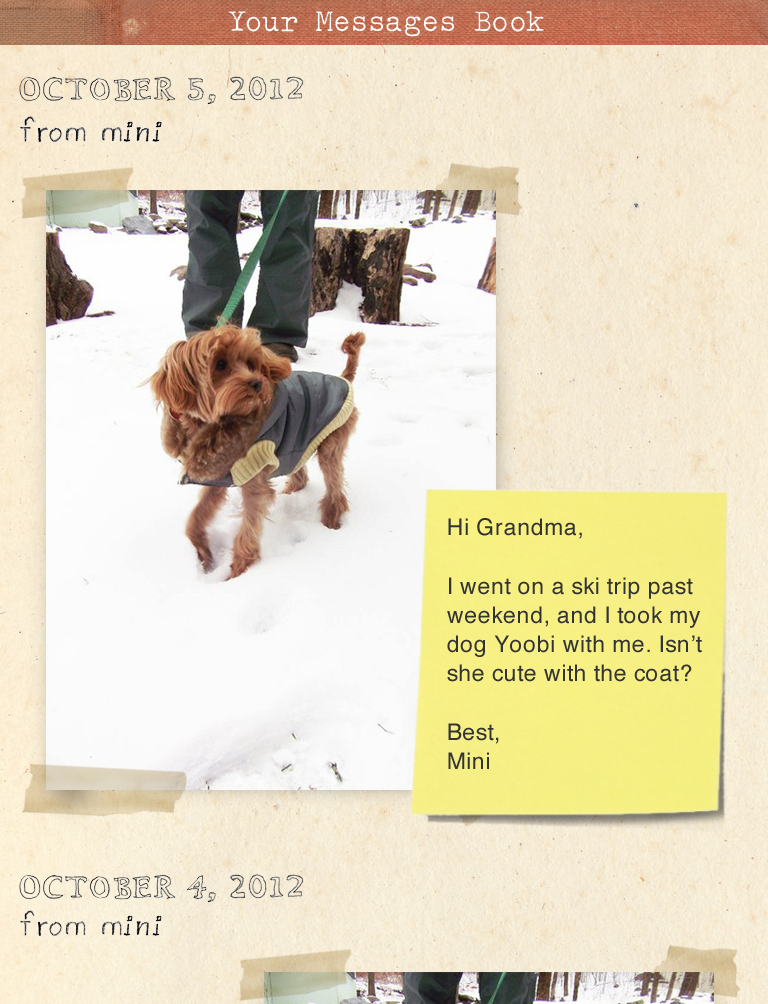 Your Messages Book
OCTOBER 5, 2012
from mini
Hi Grandma,
I went on a ski trip past
weekend, and I took my
dog Yoobi with me. Isn’t
she cute with the coat?
Best,
Mini
OCTOBER 4, 2012
from mini